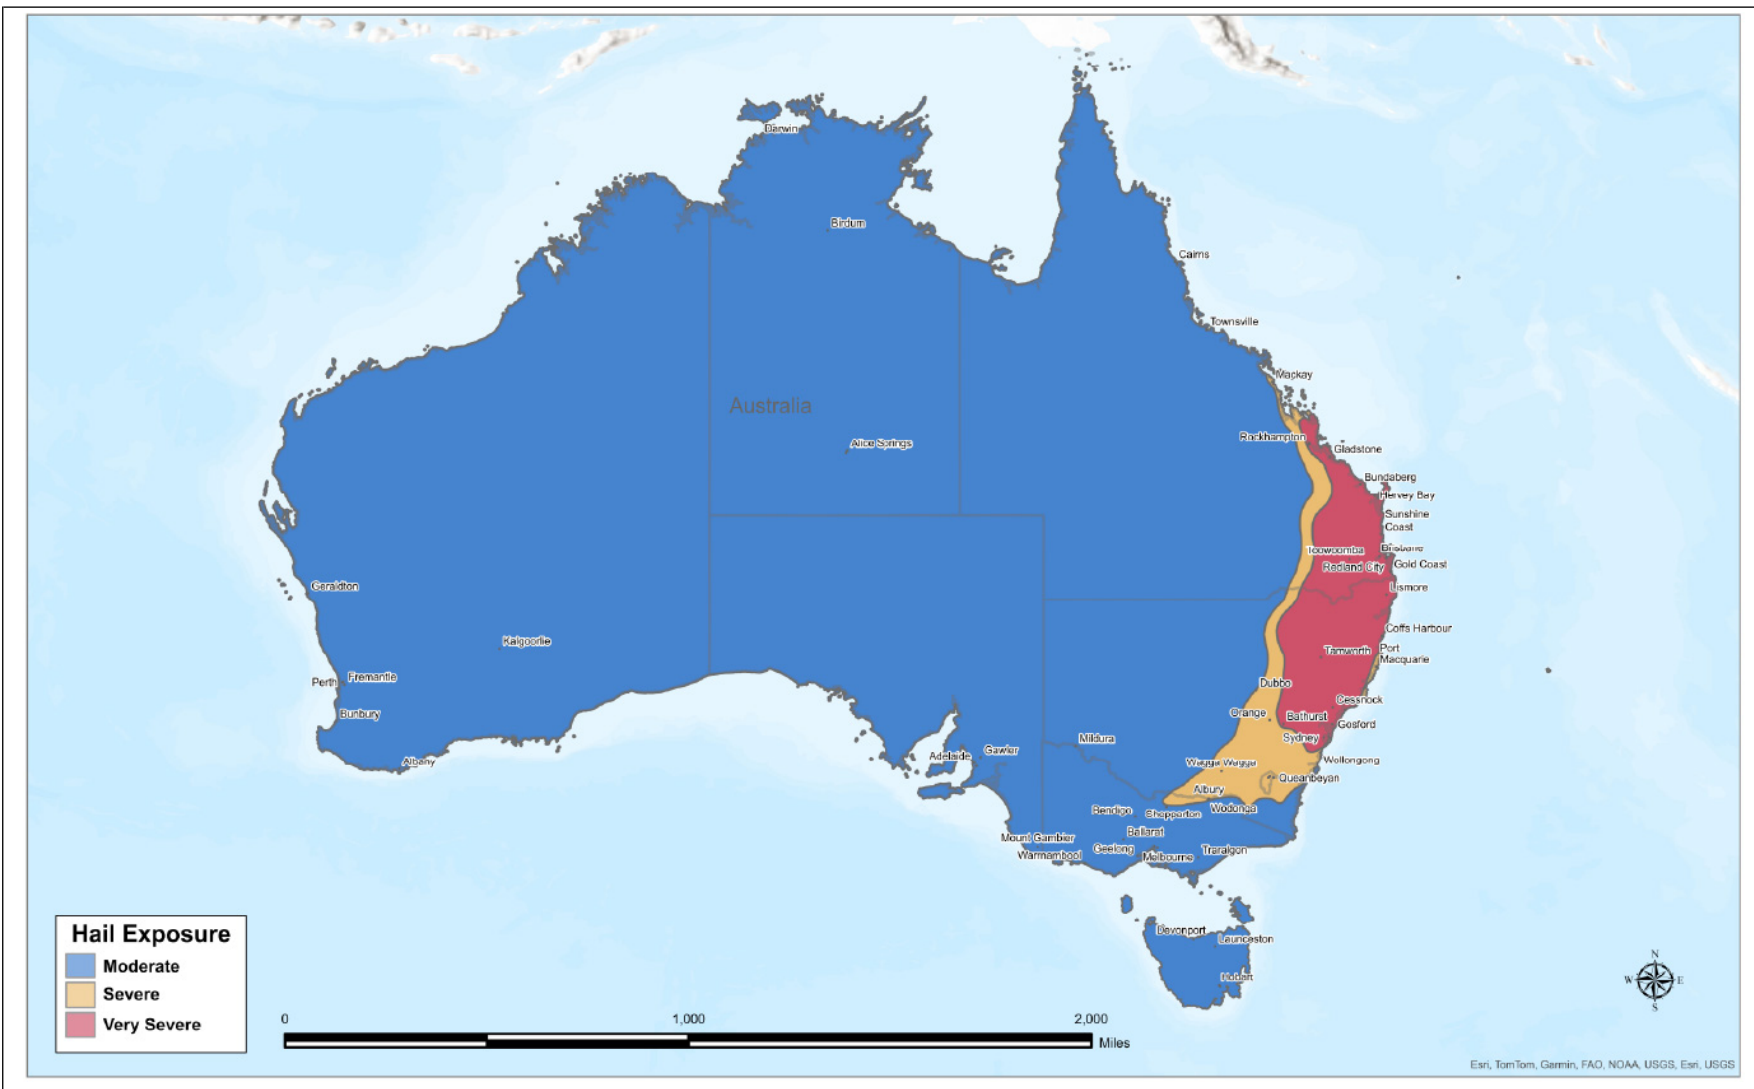 Darwin
Birdum
Cairns
Townsville
Mackay
Australia
Alice Springs
Rockhampton
Gladstone
Bundaberg
Hervey Bay
Sunshine
Coast
Toowoomba
Brisbane
Redland City
Gold Coast
Geraldton
Lismore
Kalgoorlie
Coffs Harbour
Tamworth
Port
Macquarie
Perth
Fremantle
Dubbo
Cessnock
Bunbury
Orange
Bathurst
Gosford
Mildura
Sydney
Albany
Adelaide
Gawler
Wagga Wagga
Wollongong
Queanbeyan
Albury
Bendigo
Shepparton
Wodonga
Mount Gambier
Ballarat
Warrnambool
Geelong
Melbourne
Traralgon
Devonport
Launceston
Hobart
Hail Exposure
Moderate
Severe
Very Severe
0
1,000
2,000
Miles
N
W
E
S
Esri, TomTom, Garmin, FAO, NOAA, USGS, Esri, USGS